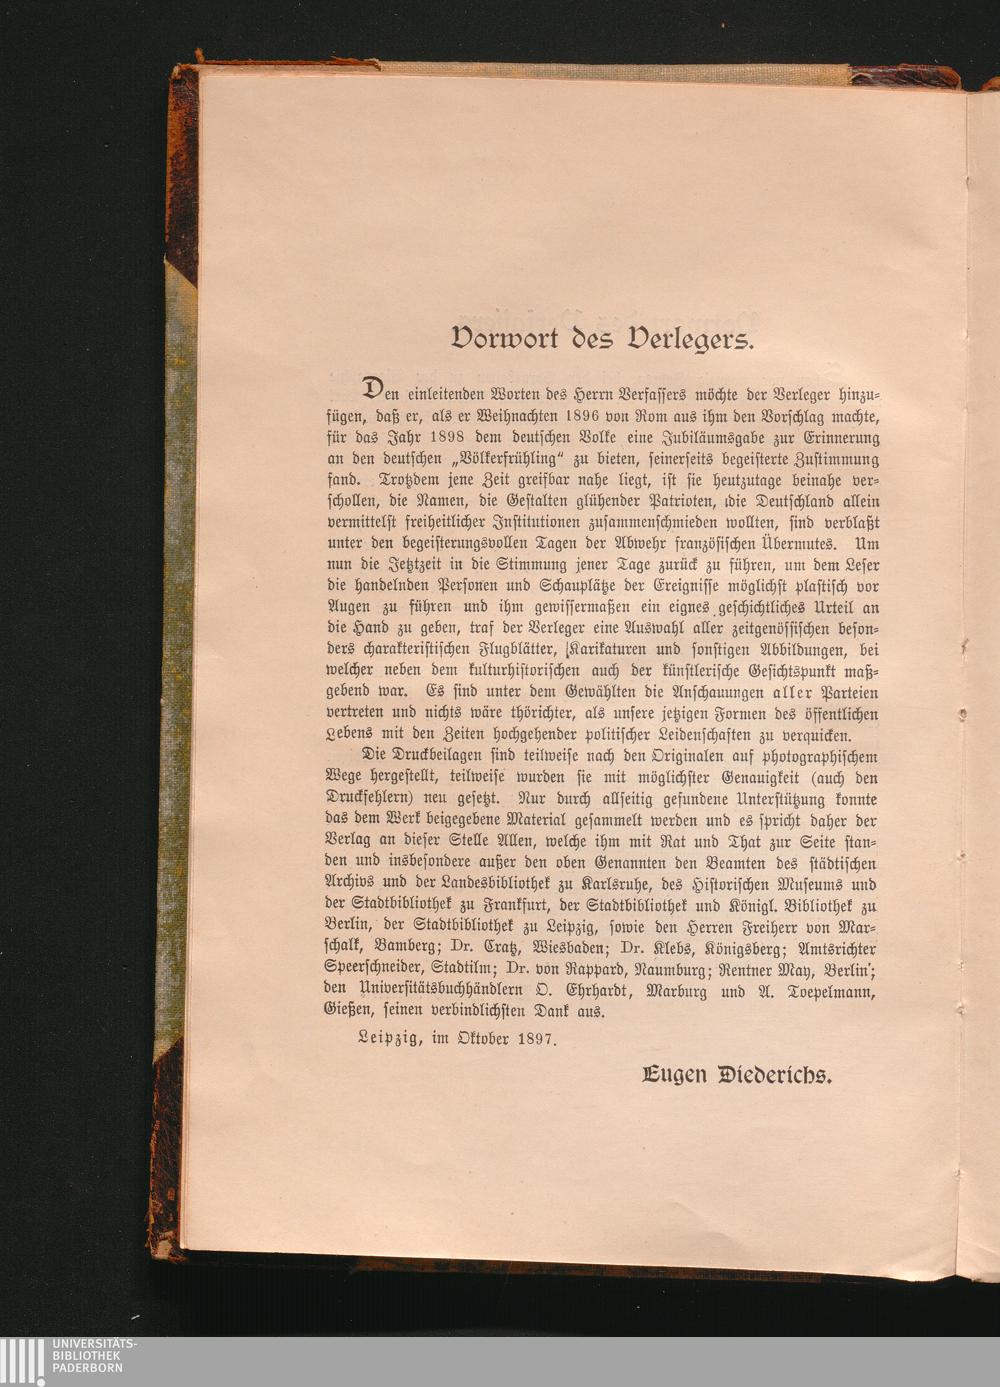 Vorwort des Verlegers.
Den einleitenden Worten des Herrn Verfassers möchte der Verleger hinzu-
fügen, daß er, als er Weihnachten 1896 von Rom aus ihm den Vorschlag machte,
für das Jahr 1898 dem deutschen Volke eine Jubiläumsgabe zur Erinnerung
an den deutschen „Völkerfrühling“ zu bieten, seinerseits begeisterte Zustimmung
fand. Trotzdem jene Zeit greifbar nahe liegt, ist sie heutzutage beinahe ver-
schollen, die Namen, die Gestalten glühender Patrioten, die Deutschland allein
vermittelst freiheitlicher Institutionen zusammenschmieden wollten, sind verblaßt
unter den begeisterungsvollen Tagen der Abwehr französischen Übermutes. Um
nun die Jetztzeit in die Stimmung jener Tage zurück zu führen, um dem Leser
die handelnden Personen und Schauplätze der Ereignisse möglichst plastisch vor
Augen zu führen und ihm gewissermaßen ein eignes geschichtliches Urteil an
die Hand zu geben, traf der Verleger eine Auswahl aller zeitgenössischen beson-
ders charakteristischen Flugblätter, Karikaturen und sonstigen Abbildungen, bei
welcher neben dem kulturhistorischen auch der künstlerische Gesichtspunkt maß-
gebend war. Es sind unter dem Gewählten die Anschauungen aller Parteien
vertreten und nichts wäre thörichter, als unsere jetzigen Formen des öffentlichen
Lebens mit den Zeiten hochgehender politischer Leidenschaften zu verquicken.
Die Druckbeilagen sind teilweise nach den Originalen auf photographischem
Wege hergestellt, teilweise wurden sie mit möglichster Genauigkeit (auch den
Druckfehlern) neu gesetzt. Nur durch allseitig gefundene Unterstützung konnte
das dem Werk beigegebene Material gesammelt werden und es spricht daher der
Verlag an dieser Stelle Allen, welche ihm mit Rat und That zur Seite stan-
den und insbesondere außer den oben Genannten den Beamten des städtischen
Archivs und der Landesbibliothek zu Karlsruhe, des Historischen Museums und
der Stadtbibliothek zu Frankfurt, der Stadtbibliothek und Königl. Bibliothek zu
Berlin, der Stadtbibliothek zu Leipzig, sowie den Herren Freiherr von Mar-
schalk, Bamberg; Dr. Cratz, Wiesbaden; Dr. Klebs, Königsberg; Amtsrichter
Speerschneider, Stadtilm; Dr. von Rappard, Naumburg; Rentner May, Berlin;
den Universitätsbuchhändlern O. Ehrhardt, Marburg und A. Toepelmann,
Gießen, seinen verbindlichsten Dank aus.
Leipzig, im Oktober 1897.
Eugen Diederichs.
UNIVERSITÄTS-
BIBLIOTHEK
PADERBORN